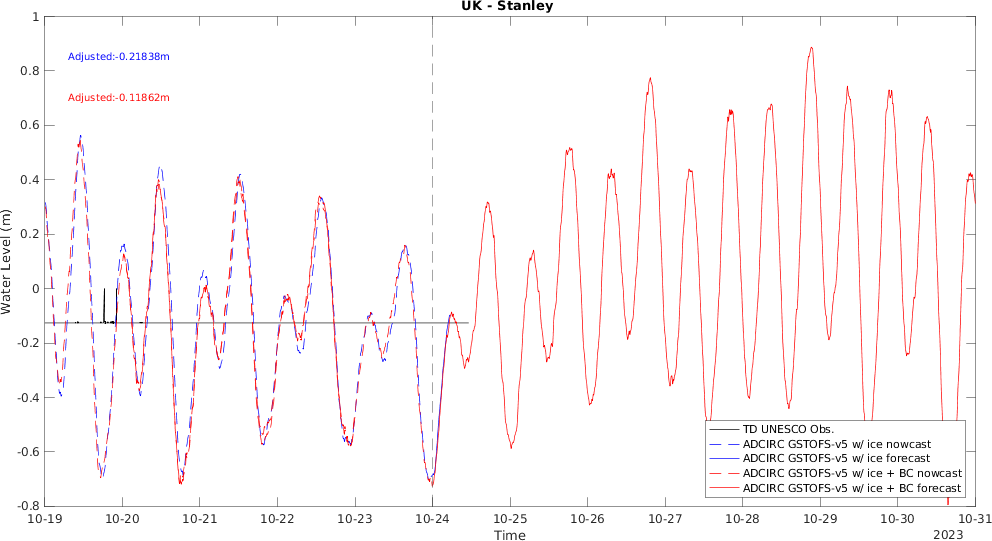 UK - Stanley
Adjusted:-0.21838m
Adjusted:-0.11862m
Water Level (m)
1
0.8
0.6
0.4
0.2
0
-0.2
-0.4
-0.6
-0.8
TD UNESCO Obs.
ADCIRC GSTOFS-v5 w/ ice nowcast
ADCIRC GSTOFS-v5 w/ ice forecast
ADCIRC GSTOFS-v5 w/ ice + BC nowcast
ADCIRC GSTOFS-v5 w/ ice + BC forecast
10-19 10-20 10-21 10-22 10-23 10-24 10-25 10-26 10-27 10-28 10-29 10-30 10-31
Time
2023